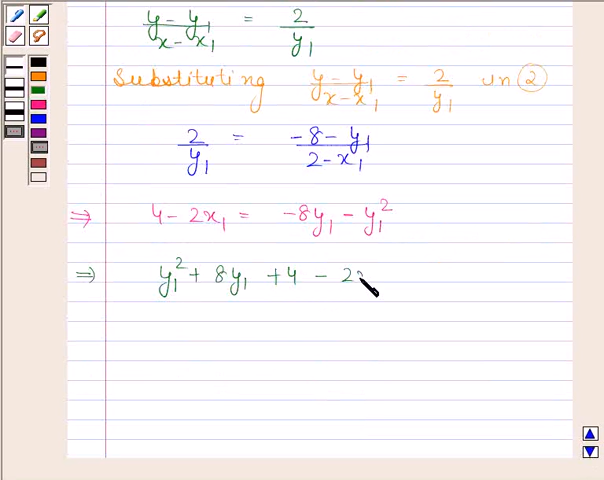 y - y₁ / x - x₁ = 2 / y₁
Substituting y - y₁ / x - x₁ = 2 / y₁ in ②
2 / y₁ = -8 - y₁ / 2 - x₁
⇒ 4 - 2x₁ = -8y₁ - y₁²
⇒ y₁² + 8y₁ + 4 - 2